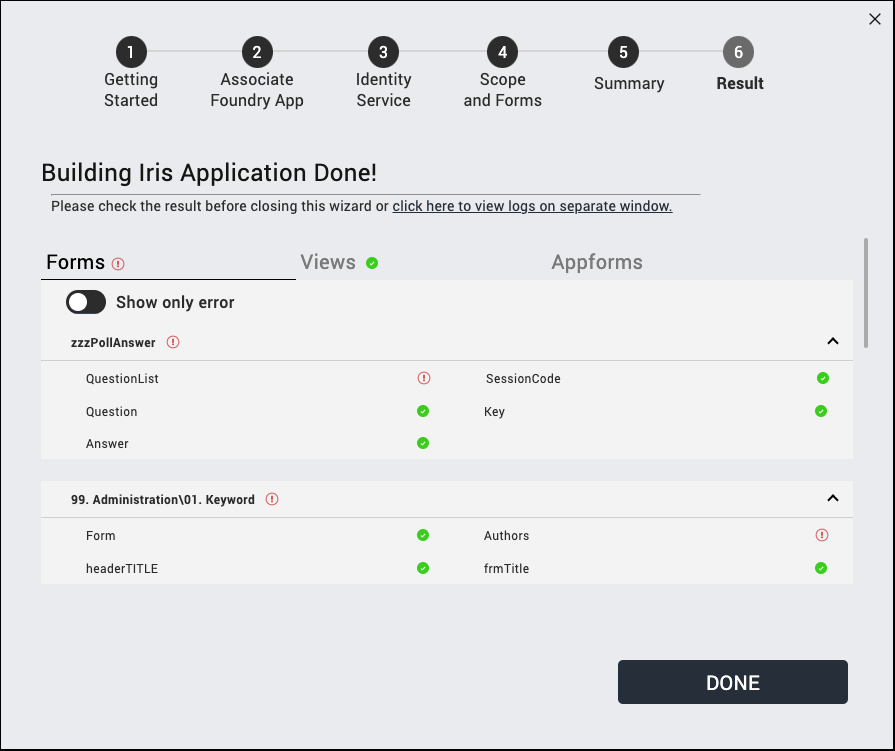 1
2
3
4
5
6
Getting
Started
Associate
Foundry App
Identity
Service
Scope
and Forms
Summary
Result
Building Iris Application Done!
Please check the result before closing this wizard or click here to view logs on separate window.
Forms
Views
Appforms
Show only error
zzzPollAnswer
QuestionList
SessionCode
Question
Key
Answer
99. Administration\01. Keyword
Form
Authors
headerTITLE
frmTitle
DONE